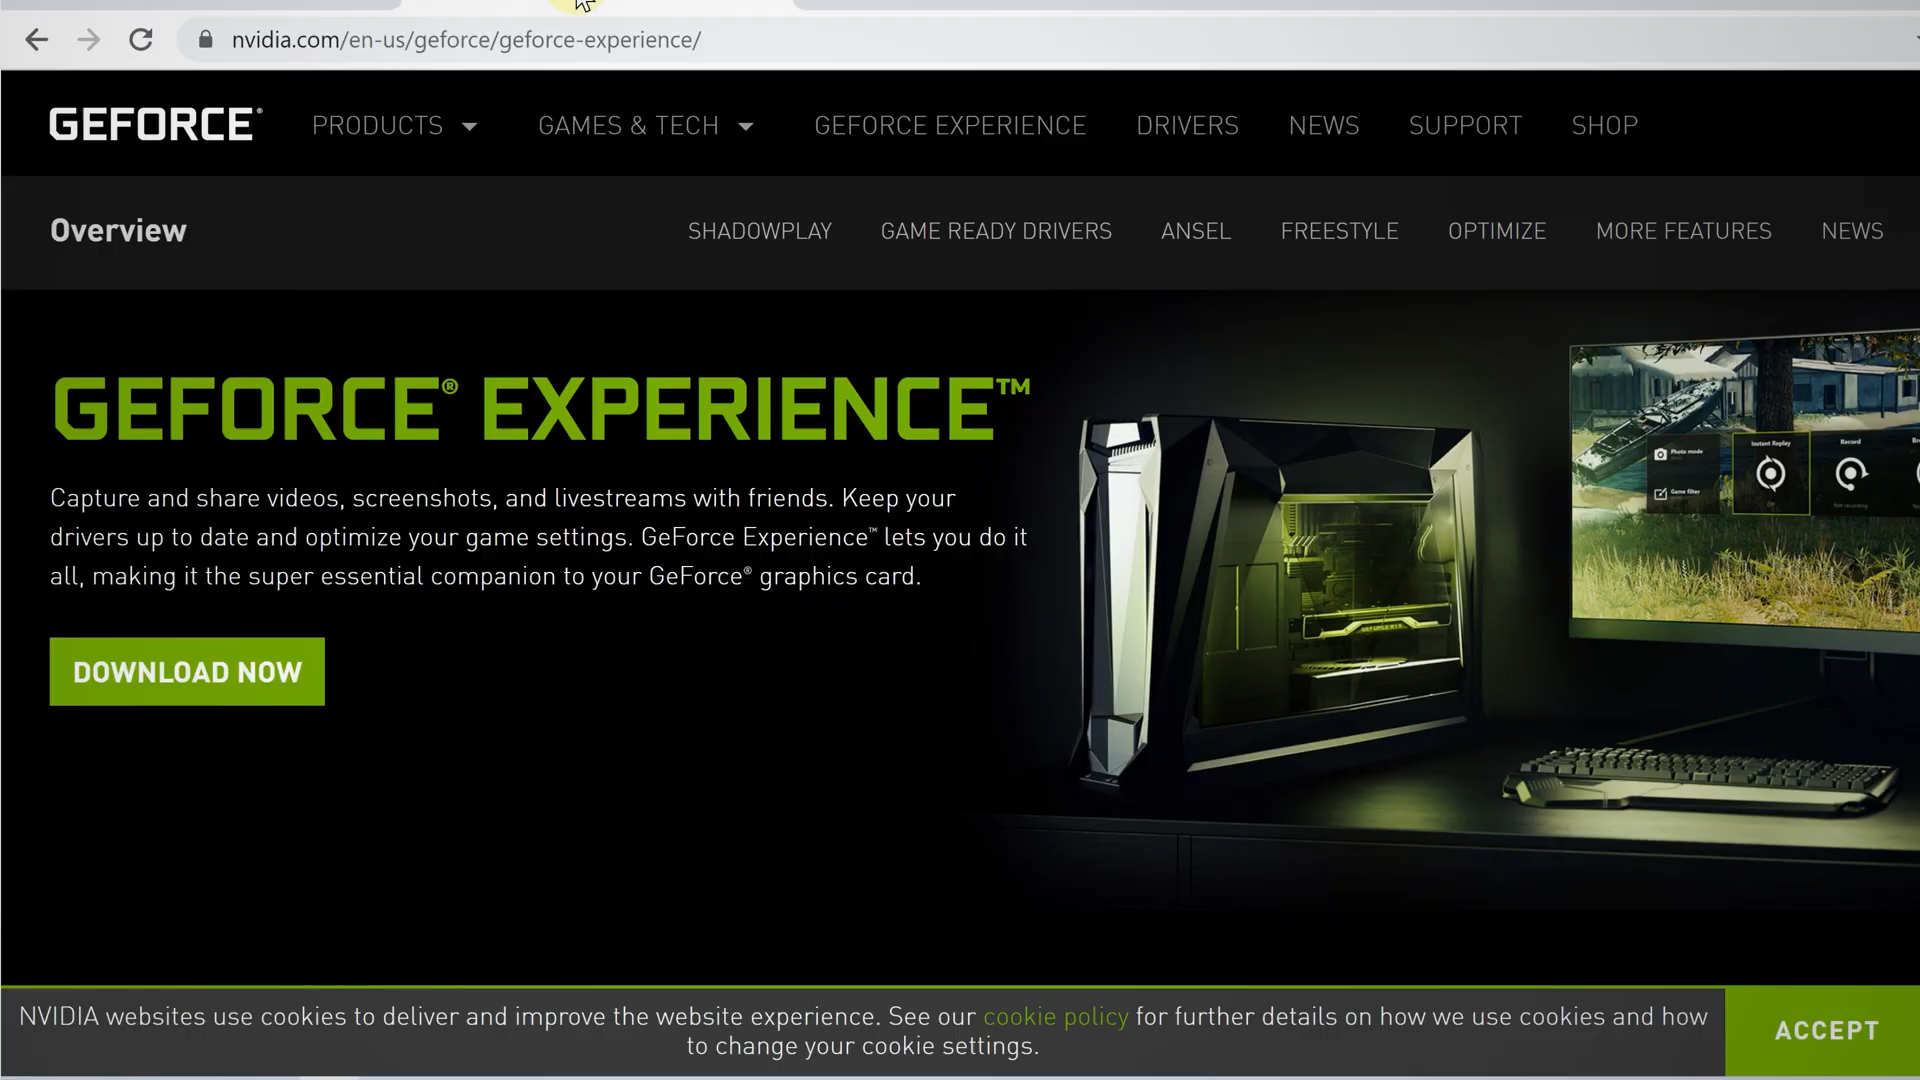 nvidia.com/en-us/geforce/geforce-experience/
GEFORCE® PRODUCTS GAMES & TECH GEFORCE EXPERIENCE DRIVERS NEWS SUPPORT SHOP
Overview SHADOWPLAY GAME READY DRIVERS ANSEL FREESTYLE OPTIMIZE MORE FEATURES NEWS
GEFORCE® EXPERIENCE™
Capture and share videos, screenshots, and livestreams with friends. Keep your
drivers up to date and optimize your game settings. GeForce Experience™ lets you do it
all, making it the super essential companion to your GeForce® graphics card.
DOWNLOAD NOW
Photo mode
Game filter
Instant Replay
Off
Record
Not recording
GEFORCE RTX
NVIDIA websites use cookies to deliver and improve the website experience. See our cookie policy for further details on how we use cookies and how
to change your cookie settings.
ACCEPT